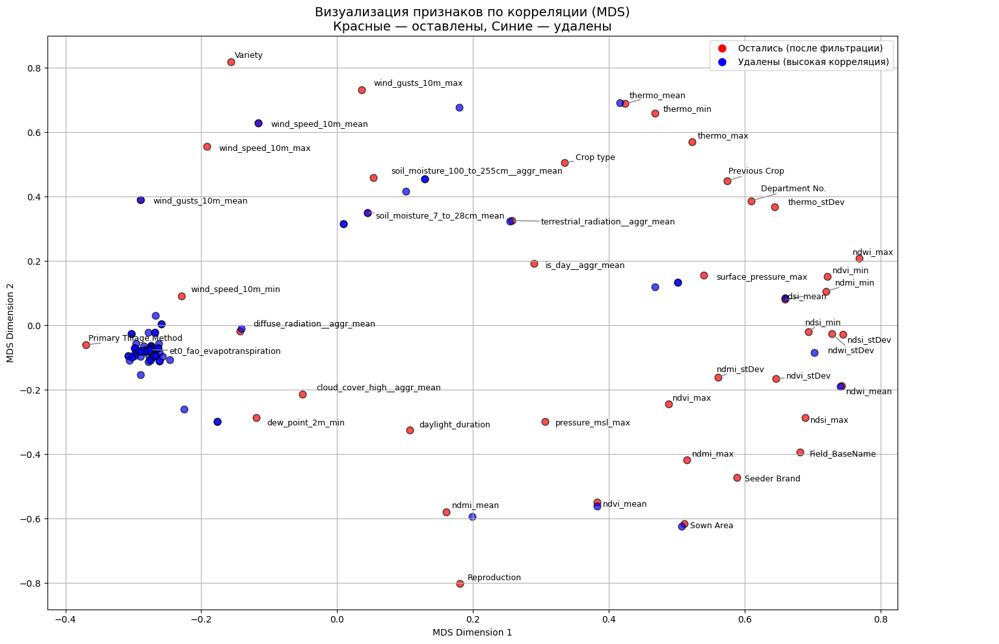 Визуализация признаков по корреляции (MDS)
Красные — оставлены, Синие — удалены
Остались (после фильтрации)
Удалены (высокая корреляция)
Variety
wind_gusts_10m_max
thermo_mean
thermo_min
wind_speed_10m_mean
thermo_max
wind_speed_10m_max
Crop type
soil_moisture_100_to_255cm__aggr_mean
Previous Crop
Department No.
wind_gusts_10m_mean
thermo_stDev
soil_moisture_7_to_28cm_mean
terrestrial_radiation__aggr_mean
ndwi_max
is_day__aggr_mean
ndvi_min
surface_pressure_max
ndmi_min
wind_speed_10m_min
ndsi_mean
diffuse_radiation__aggr_mean
ndsi_min
Primary Tillage Method
ndsi_stDev
et0_fao_evapotranspiration
ndwi_stDev
ndmi_stDev
ndvi_stDev
cloud_cover_high__aggr_mean
ndwi_mean
ndvi_max
dew_point_2m_min
daylight_duration
pressure_msl_max
ndsi_max
ndmi_max
Field_BaseName
Seeder Brand
ndmi_mean
ndvi_mean
Sown Area
Reproduction
MDS Dimension 2
0.8
0.6
0.4
0.2
0.0
−0.2
−0.4
−0.6
−0.8
−0.4
−0.2
0.0
0.2
0.4
0.6
0.8
MDS Dimension 1